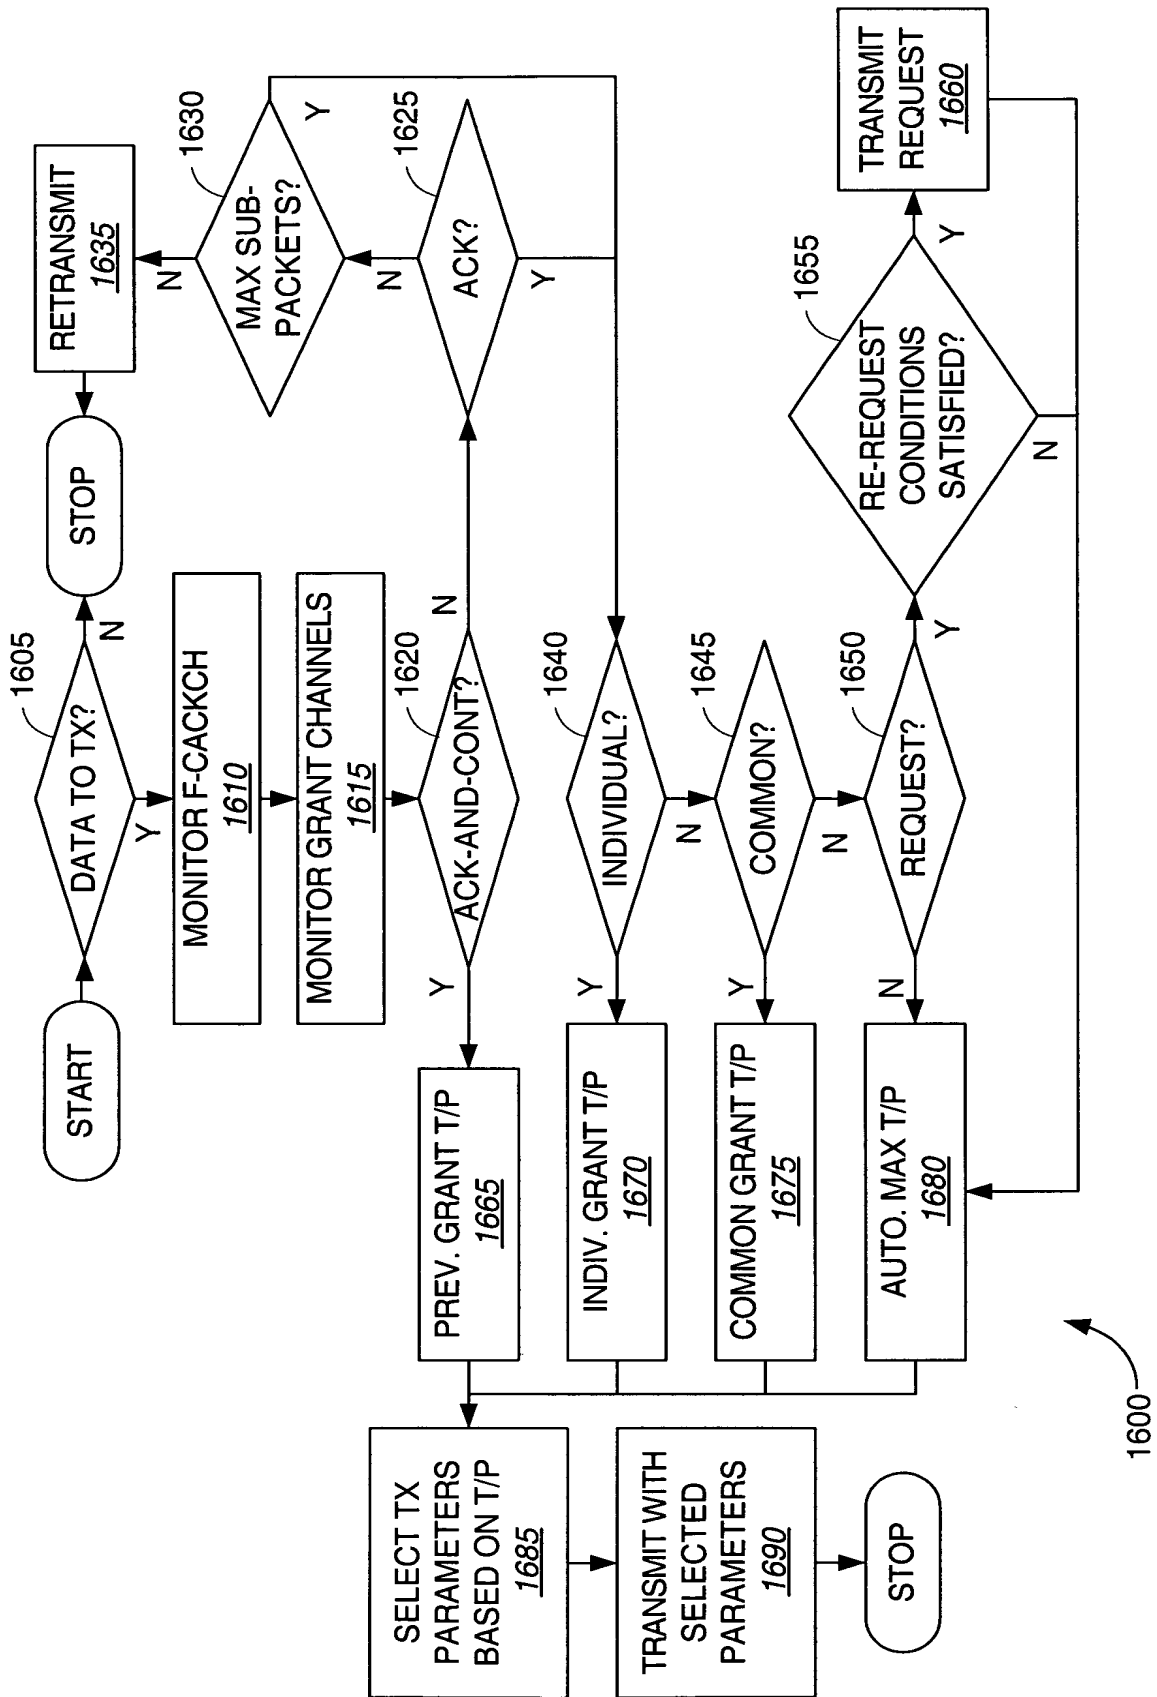 START
DATA TO TX?
1605
N
Y
STOP
RETRANSMIT
1635
MONITOR F-CACKCH
1610
MONITOR GRANT CHANNELS
1615
ACK-AND-CONT?
1620
Y
N
ACK?
1625
N
Y
MAX SUB-
PACKETS?
1630
N
Y
PREV. GRANT T/P
1665
INDIVIDUAL?
1640
Y
N
INDIV. GRANT T/P
1670
COMMON?
1645
Y
N
COMMON GRANT T/P
1675
REQUEST?
1650
N
Y
AUTO. MAX T/P
1680
RE-REQUEST
CONDITIONS
SATISFIED?
1655
Y
N
TRANSMIT
REQUEST
1660
SELECT TX
PARAMETERS
BASED ON T/P
1685
TRANSMIT WITH
SELECTED
PARAMETERS
1690
STOP
1600